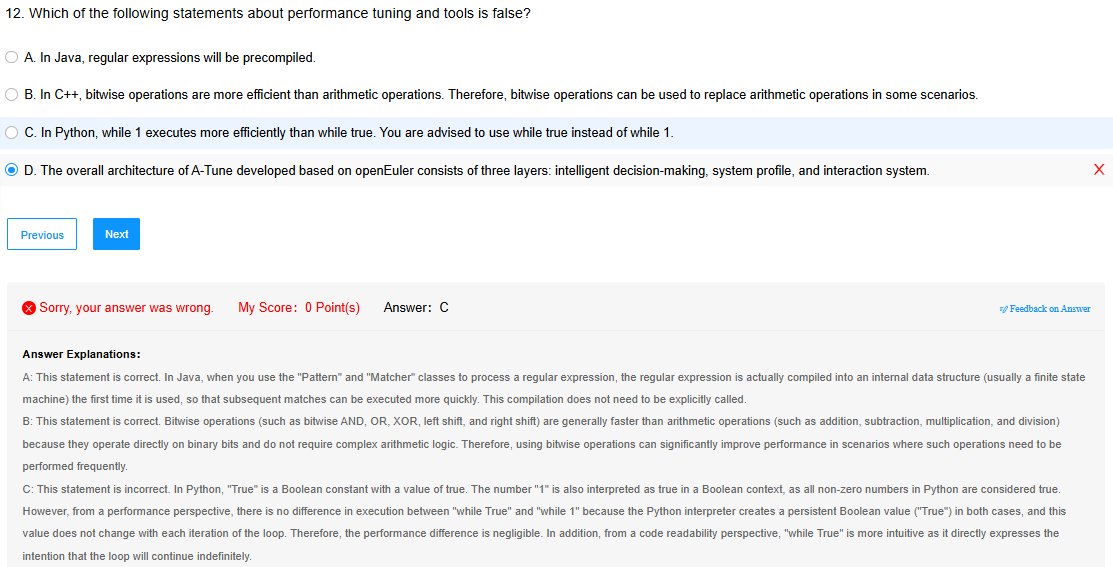 12. Which of the following statements about performance tuning and tools is false?
A. In Java, regular expressions will be precompiled.
B. In C++, bitwise operations are more efficient than arithmetic operations. Therefore, bitwise operations can be used to replace arithmetic operations in some scenarios.
C. In Python, while 1 executes more efficiently than while true. You are advised to use while true instead of while 1.
D. The overall architecture of A-Tune developed based on openEuler consists of three layers: intelligent decision-making, system profile, and interaction system.
Previous Next
Sorry, your answer was wrong. My Score: 0 Point(s) Answer: C Feedback on Answer
Answer Explanations:
A: This statement is correct. In Java, when you use the "Pattern" and "Matcher" classes to process a regular expression, the regular expression is actually compiled into an internal data structure (usually a finite state
machine) the first time it is used, so that subsequent matches can be executed more quickly. This compilation does not need to be explicitly called.
B: This statement is correct. Bitwise operations (such as bitwise AND, OR, XOR, left shift, and right shift) are generally faster than arithmetic operations (such as addition, subtraction, multiplication, and division)
because they operate directly on binary bits and do not require complex arithmetic logic. Therefore, using bitwise operations can significantly improve performance in scenarios where such operations need to be
performed frequently.
C: This statement is incorrect. In Python, "True" is a Boolean constant with a value of true. The number "1" is also interpreted as true in a Boolean context, as all non-zero numbers in Python are considered true.
However, from a performance perspective, there is no difference in execution between "while True" and "while 1" because the Python interpreter creates a persistent Boolean value ("True") in both cases, and this
value does not change with each iteration of the loop. Therefore, the performance difference is negligible. In addition, from a code readability perspective, "while True" is more intuitive as it directly expresses the
intention that the loop will continue indefinitely.